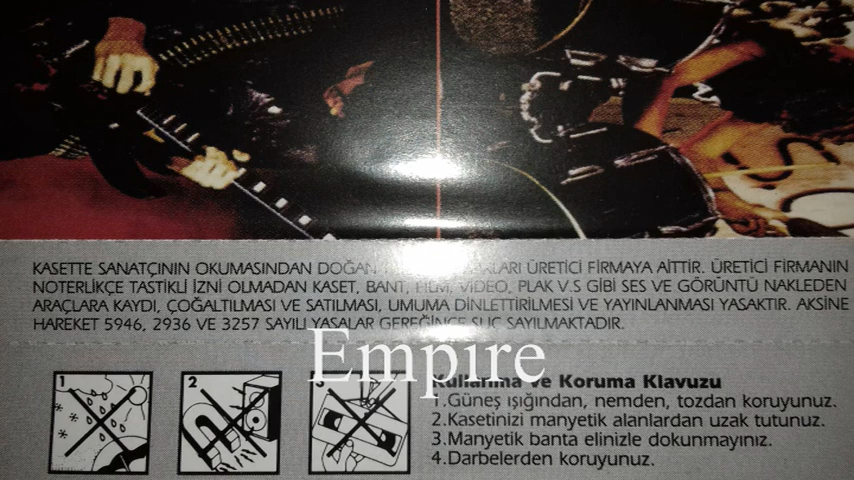 KASETTE SANATÇININ OKUMASINDAN DOĞAN ÜRETİCİ FİRMAYA AİTTİR. ÜRETİCİ FİRMANIN
NOTERLİKÇE TASTİKLİ İZNİ OLMADAN KASET, BANT, FİLM, VİDEO, PLAK V.S GİBİ SES VE GÖRÜNTÜ NAKLEDEN
ARAÇLARA KAYDI, ÇOĞALTILMASI VE SATILMASI, UMUMA DİNLETTİRİLMESİ VE YAYINLANMASI YASAKTIR. AKSİNE
HAREKET 5946, 2936 VE 3257 SAYILI YASALAR GEREĞİNCE SUÇ SAYILMAKTADIR.
Empire
1 2 3 Kullanma ve Koruma Klavuzu
1.Güneş ışığından, nemden, tozdan koruyunuz.
2.Kasetinizi manyetik alanlardan uzak tutunuz.
3.Manyetik banta elinizle dokunmayınız.
4.Darbelerden koruyunuz.